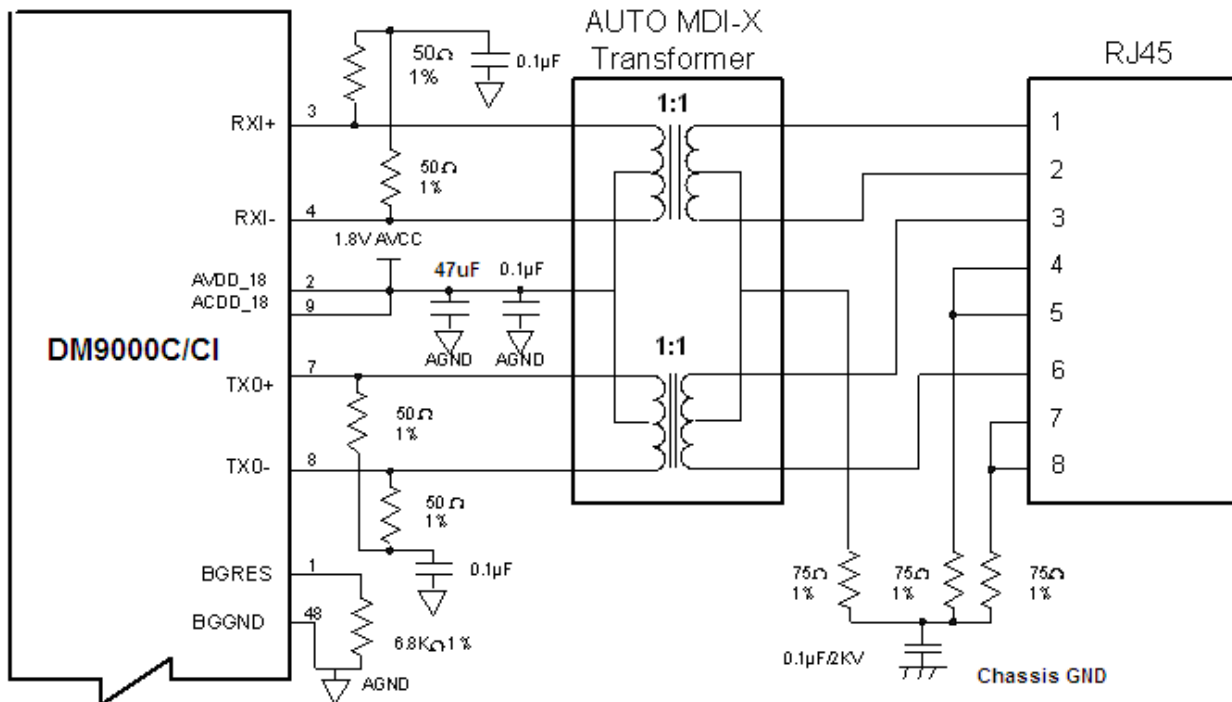 AUTO MDI-X
Transformer
RJ45
50Ω
1%
0.1µF
1:1
RXI+
3
50Ω
1%
RXI-
4
1.8V AVCC
AVDD_18
2
ACDD_18
9
47uF
0.1µF
AGND
AGND
DM9000C/CI
1:1
TX0+
7
50Ω
1%
TX0-
8
50Ω
1%
0.1µF
BGRES
1
BGGND
48
6.8KΩ1%
AGND
1
2
3
4
5
6
7
8
75Ω
1%
75Ω
1%
75Ω
1%
0.1µF/2KV
Chassis GND